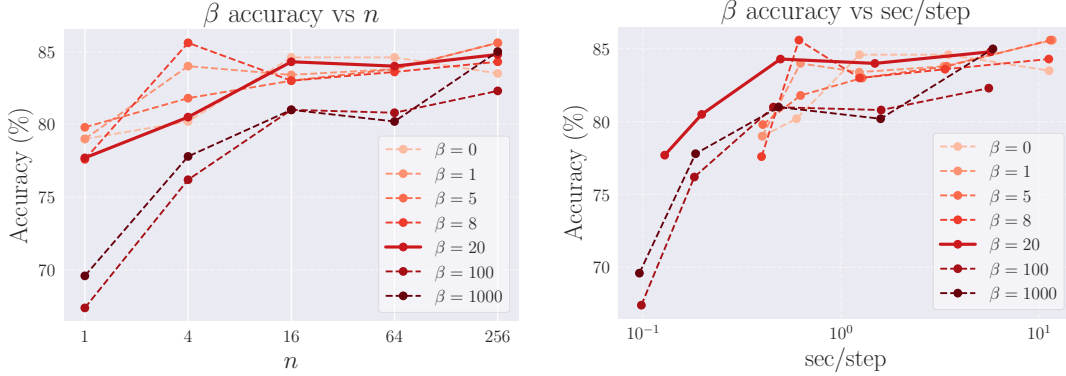 β accuracy vs n
Accuracy (%)
85
80
75
70
1
4
16
64
256
n
β = 0
β = 1
β = 5
β = 8
β = 20
β = 100
β = 1000
β accuracy vs sec/step
Accuracy (%)
85
80
75
70
10⁻¹
10⁰
10¹
sec/step
β = 0
β = 1
β = 5
β = 8
β = 20
β = 100
β = 1000